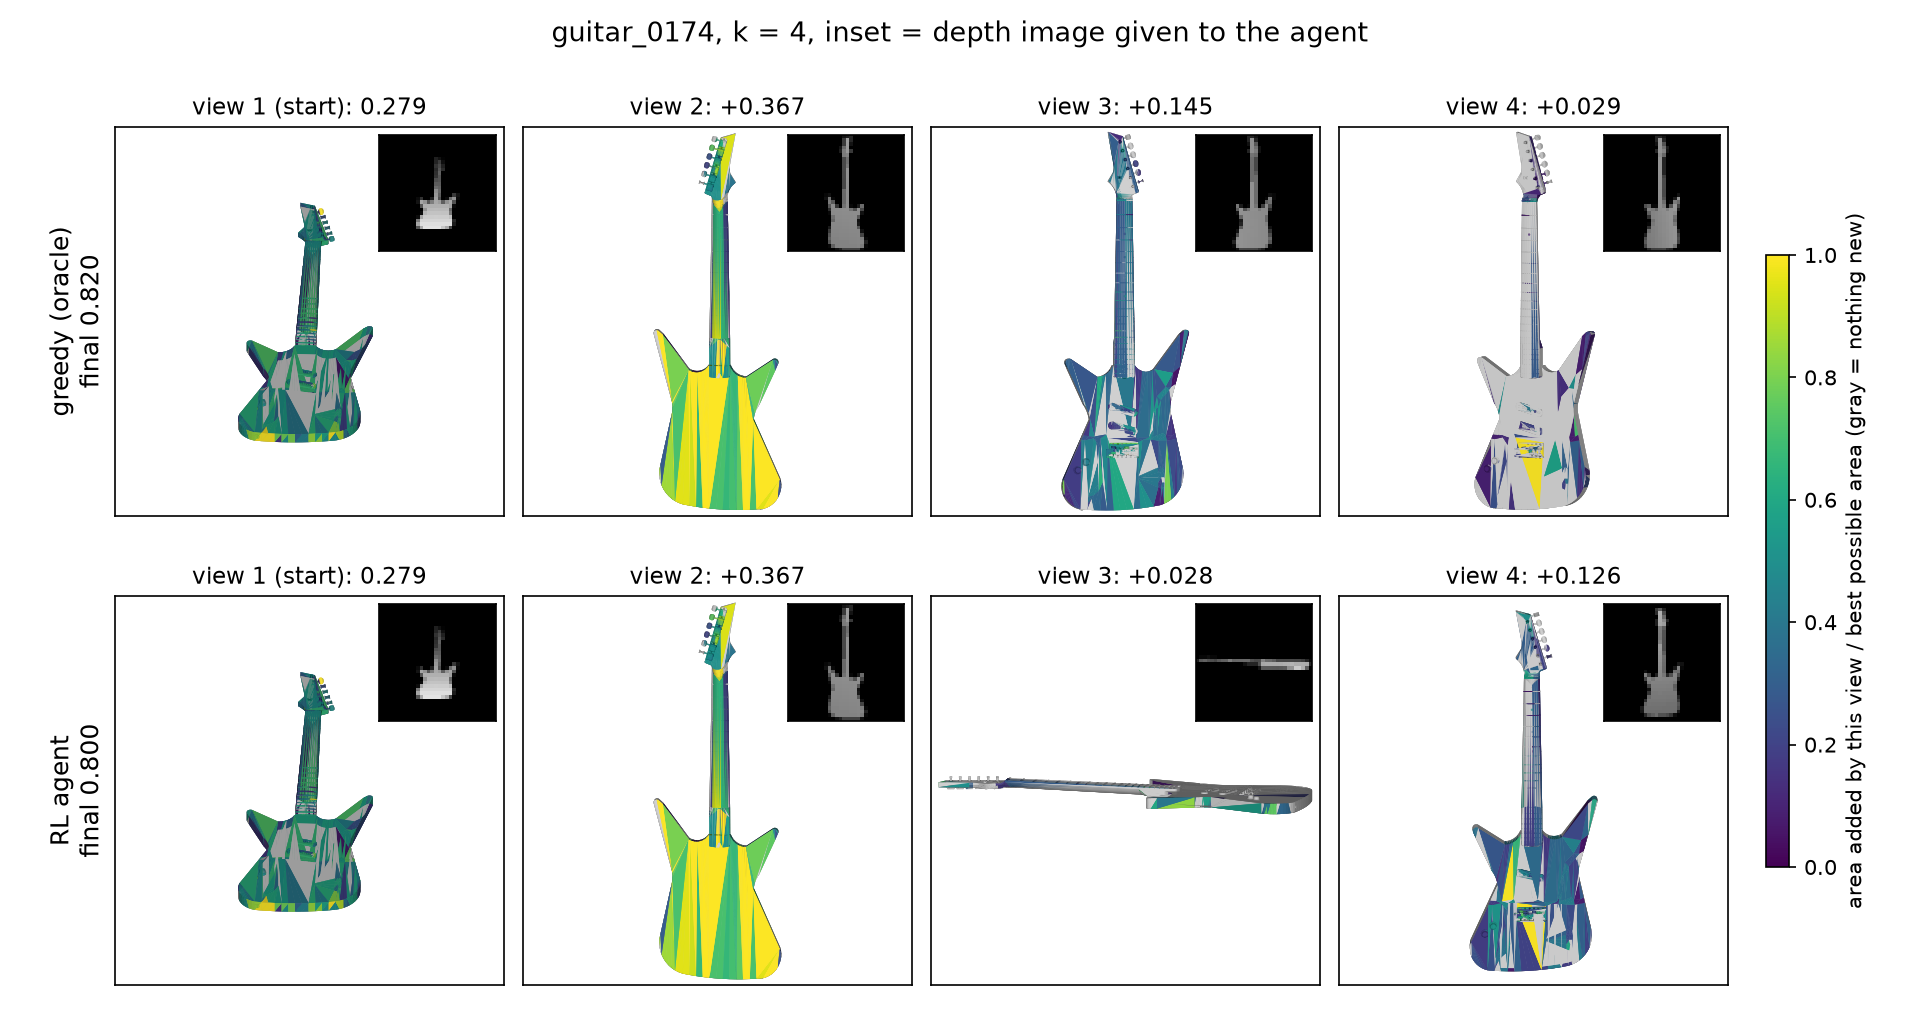 guitar_0174, k = 4, inset = depth image given to the agent
greedy (oracle)
final 0.820
view 1 (start): 0.279
view 2: +0.367
view 3: +0.145
view 4: +0.029
RL agent
final 0.800
view 1 (start): 0.279
view 2: +0.367
view 3: +0.028
view 4: +0.126
1.0
0.8
0.6
0.4
0.2
0.0
area added by this view / best possible area (gray = nothing new)